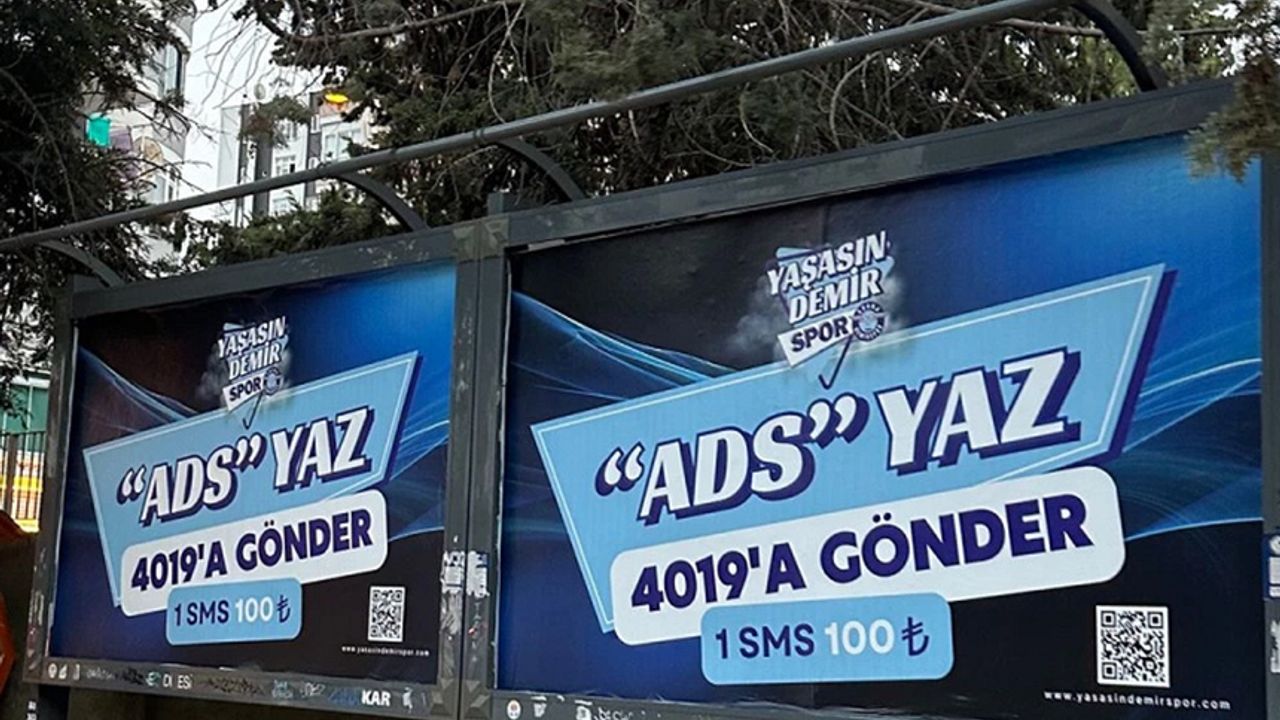 YAŞASIN
DEMİR
SPOR
“ADS” YAZ
4019'A GÖNDER
1 SMS 100 ₺
www.yasasindemirspor.com
YAŞASIN
DEMİR
SPOR
“ADS” YAZ
4019'A GÖNDER
1 SMS 100 ₺
www.yasasindemirspor.com
KAR